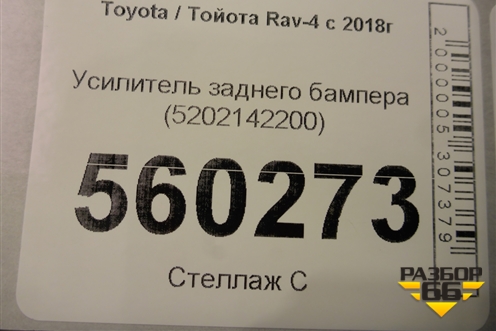 Toyota / Тойота Rav-4 с 2018г
Усилитель заднего бампера
(5202142200)
560273
Стеллаж С
2000005307379
РАЗБОР
66